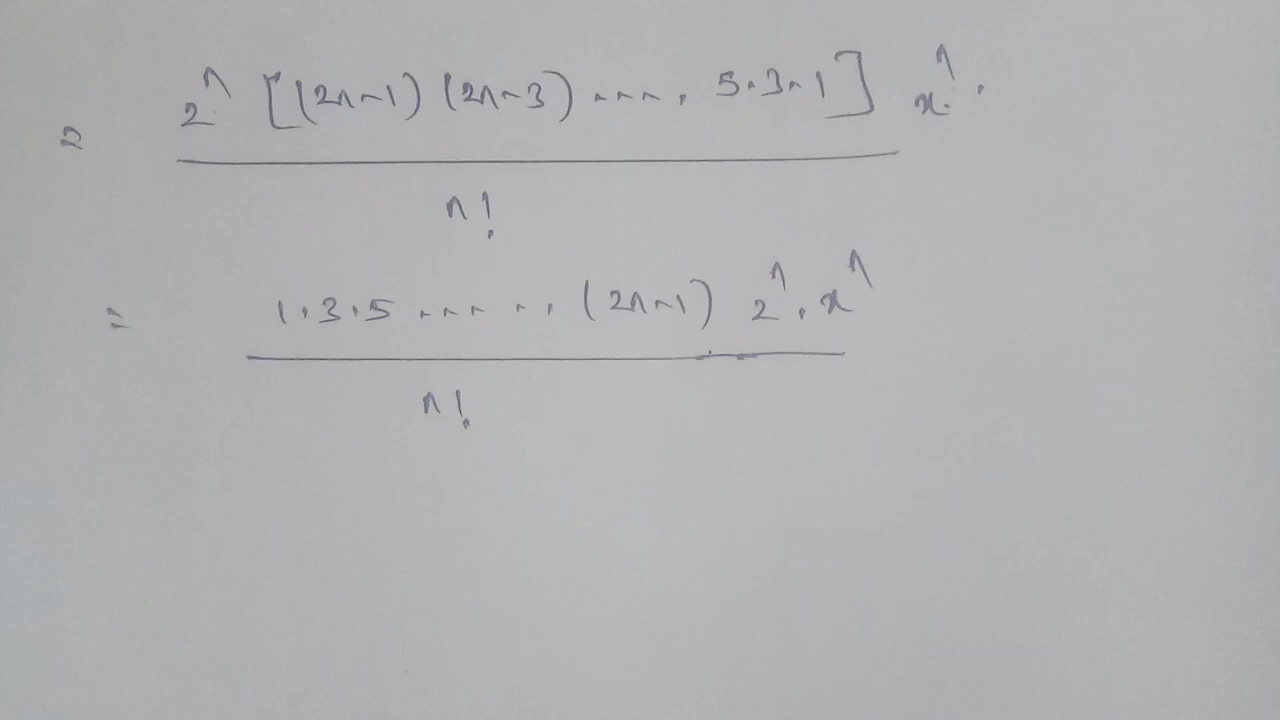 = 2^n [(2n-1) (2n-3) ..... 5.3.1] x^n.
n!
= 1.3.5 ...... (2n-1) 2^n . x^n
n!